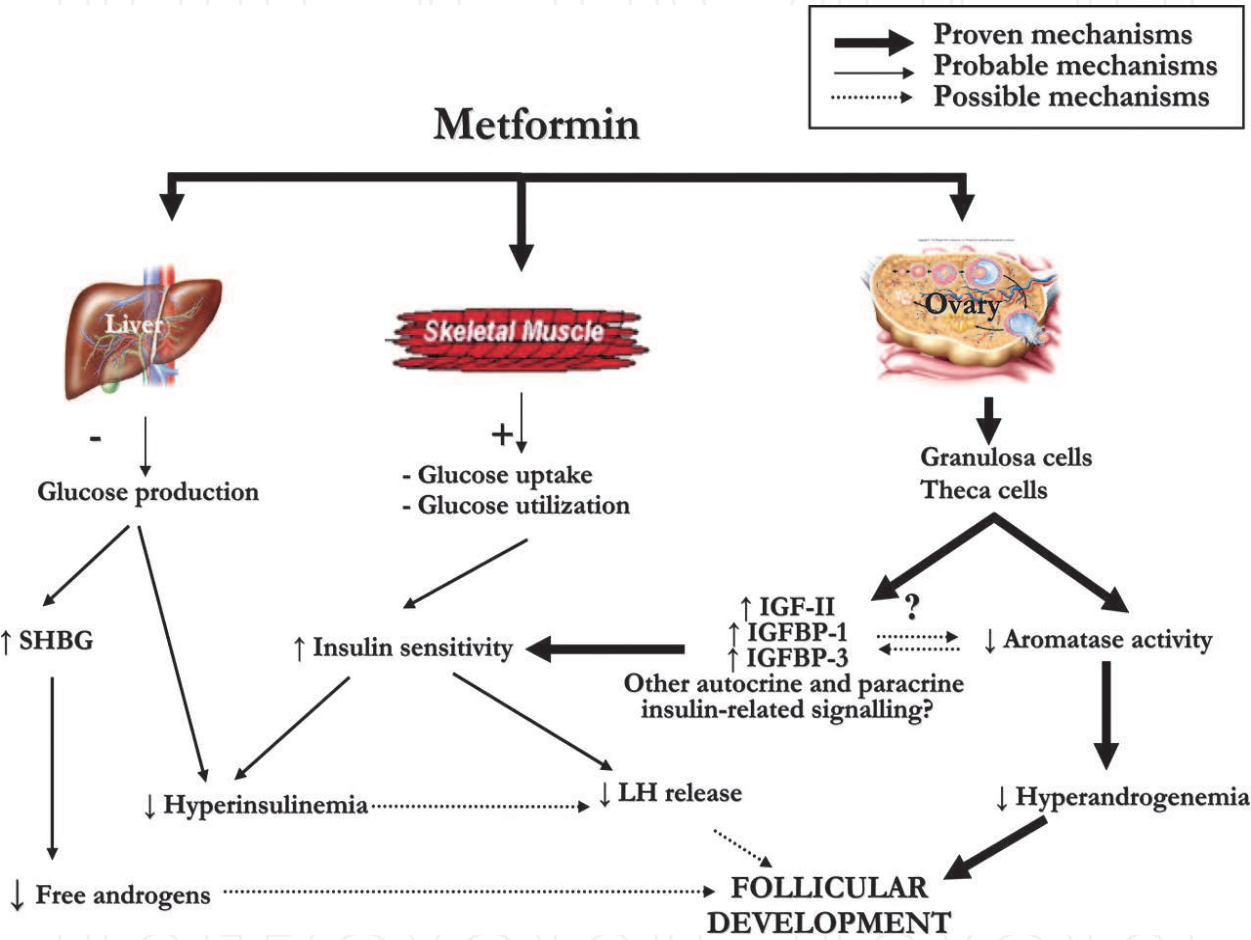 Proven mechanisms
Probable mechanisms
Possible mechanisms
Metformin
Liver
Skeletal Muscle
Ovary
-
+
Glucose production
- Glucose uptake
- Glucose utilization
Granulosa cells
Theca cells
↑ SHBG
↑ Insulin sensitivity
↑ IGF-II
↑ IGFBP-1
↑ IGFBP-3
Other autocrine and paracrine
insulin-related signalling?
?
↓ Aromatase activity
↓ Hyperinsulinemia
↓ LH release
↓ Hyperandrogenemia
↓ Free androgens
FOLLICULAR
DEVELOPMENT